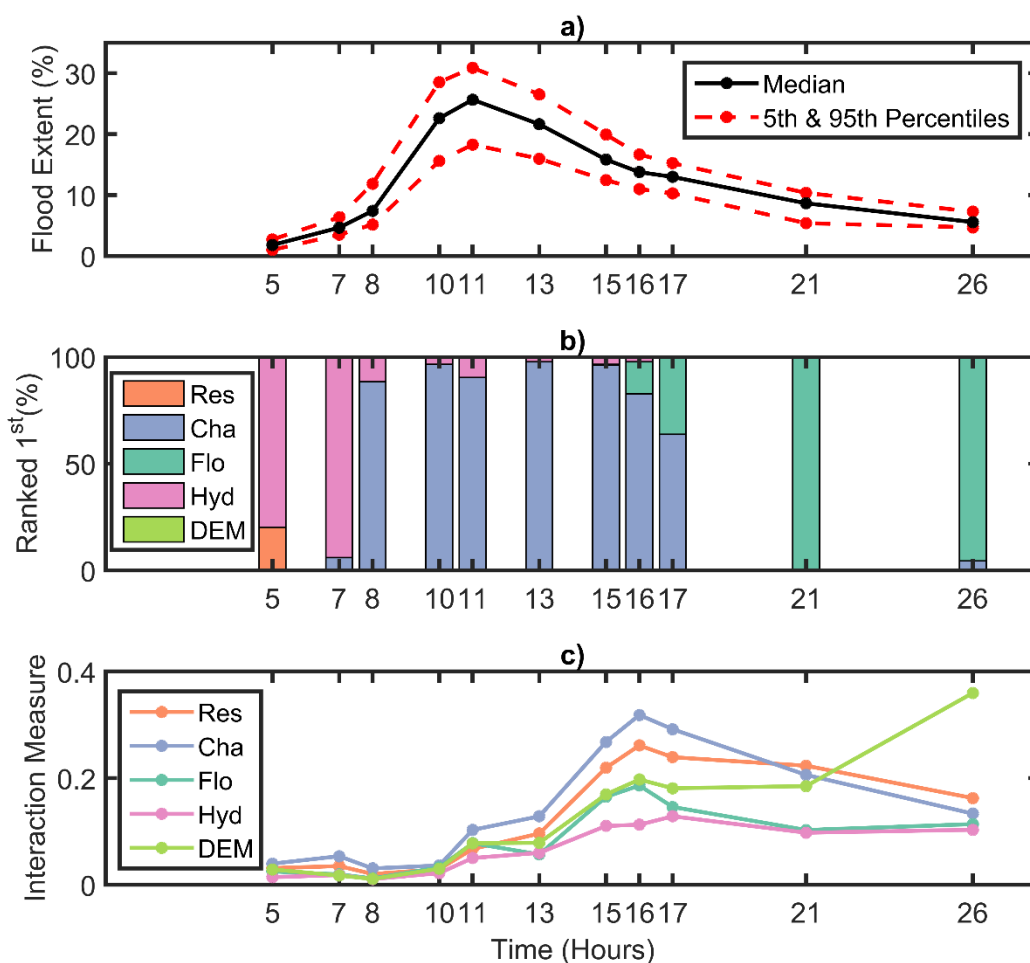 a)
Flood Extent (%)
30
20
10
0
Median
5th & 95th Percentiles
5 7 8 10 11 13 15 16 17 21 26
b)
Ranked 1st(%)
100
50
0
Res
Cha
Flo
Hyd
DEM
5 7 8 10 11 13 15 16 17 21 26
c)
Interaction Measure
0.4
0.2
0
Res
Cha
Flo
Hyd
DEM
5 7 8 10 11 13 15 16 17 21 26
Time (Hours)